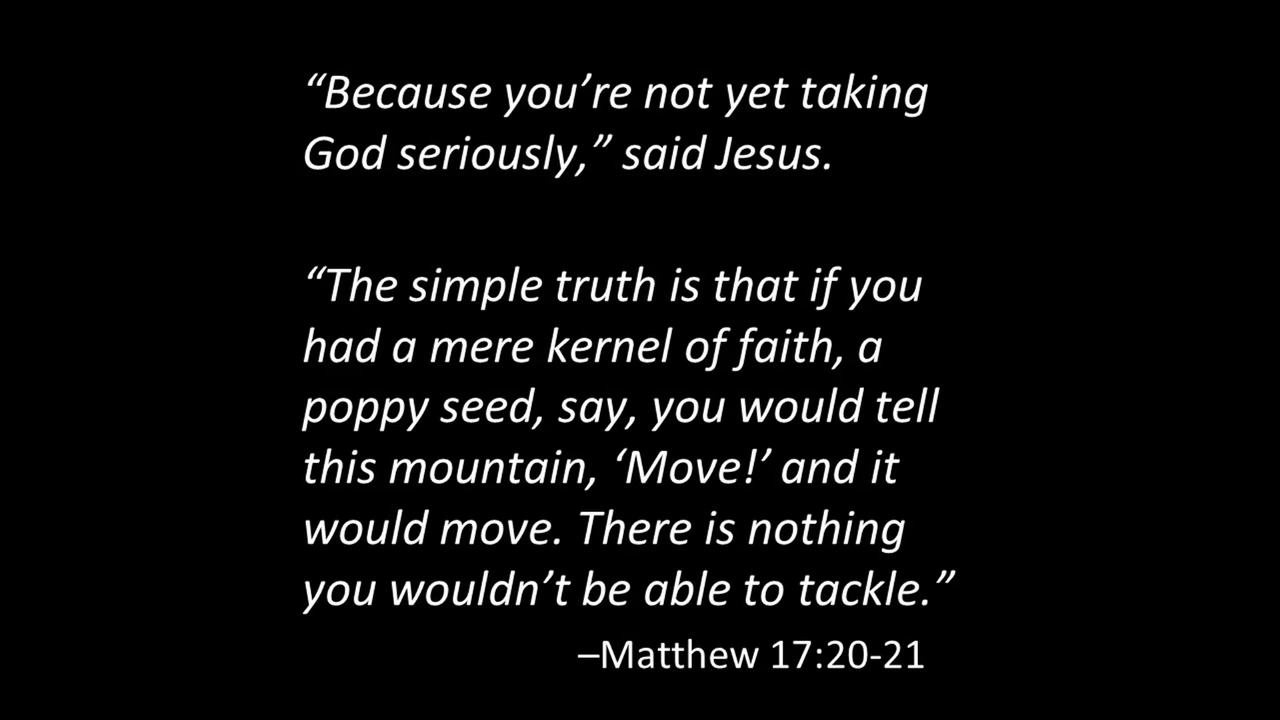 “Because you’re not yet taking
God seriously,” said Jesus.
“The simple truth is that if you
had a mere kernel of faith, a
poppy seed, say, you would tell
this mountain, ‘Move!’ and it
would move. There is nothing
you wouldn’t be able to tackle.”
–Matthew 17:20-21